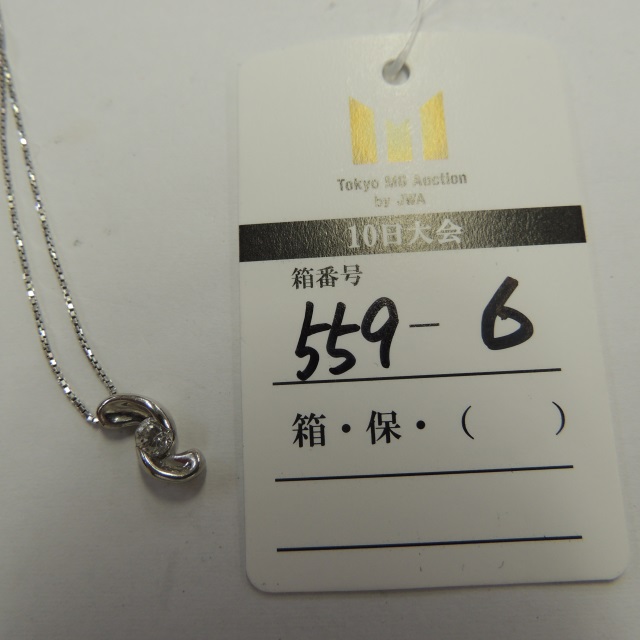 Tokyo MG Auction
by JWA
10日大会
箱番号
559-6
箱・保・(　　)